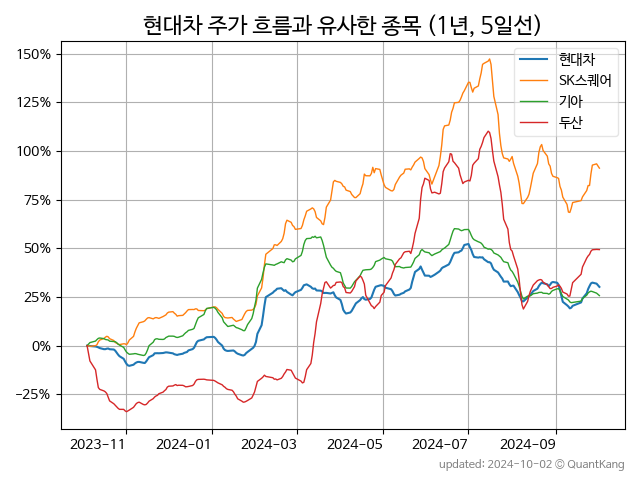 현대차 주가 흐름과 유사한 종목 (1년, 5일선)
150%
125%
100%
75%
50%
25%
0%
−25%
현대차
SK스퀘어
기아
두산
2023-11
2024-01
2024-03
2024-05
2024-07
2024-09
updated: 2024-10-02 © QuantKang